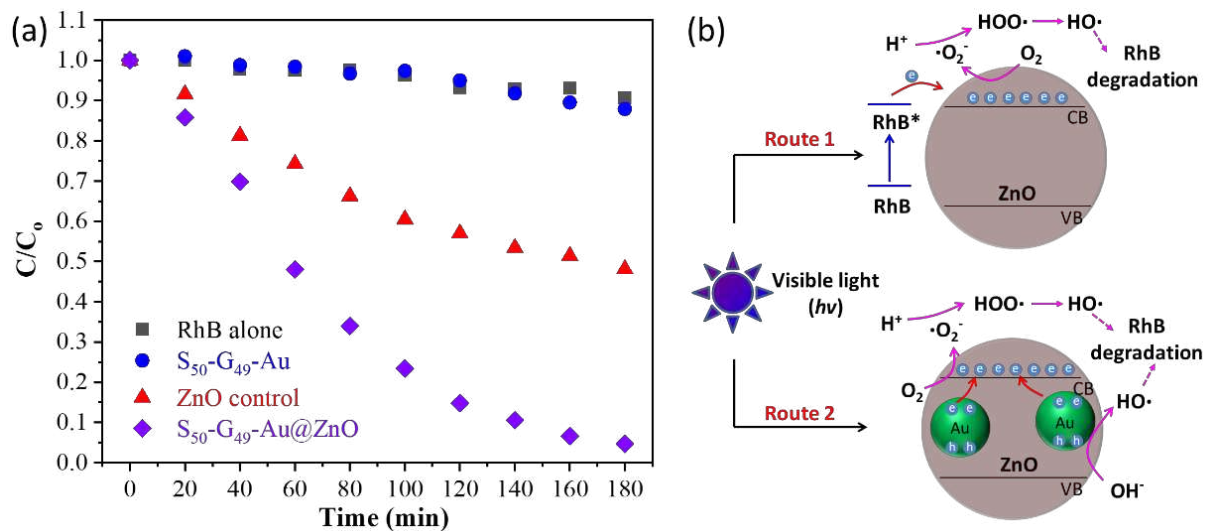 (a)
1.1
1.0
0.9
0.8
0.7
0.6
0.5
0.4
0.3
0.2
0.1
0.0
C/C₀
RhB alone
S₅₀-G₄₉-Au
ZnO control
S₅₀-G₄₉-Au@ZnO
0 20 40 60 80 100 120 140 160 180
Time (min)
(b)
Visible light
(hv)
Route 1
H⁺
HOO·
HO·
·O₂⁻
O₂
RhB
degradation
e
e e e e e e
CB
RhB*
RhB
ZnO
VB
Route 2
H⁺
HOO·
HO·
·O₂⁻
RhB
degradation
O₂
e e e e e e e
CB
HO·
e e
Au
h h
e e
Au
h h
ZnO
VB
OH⁻